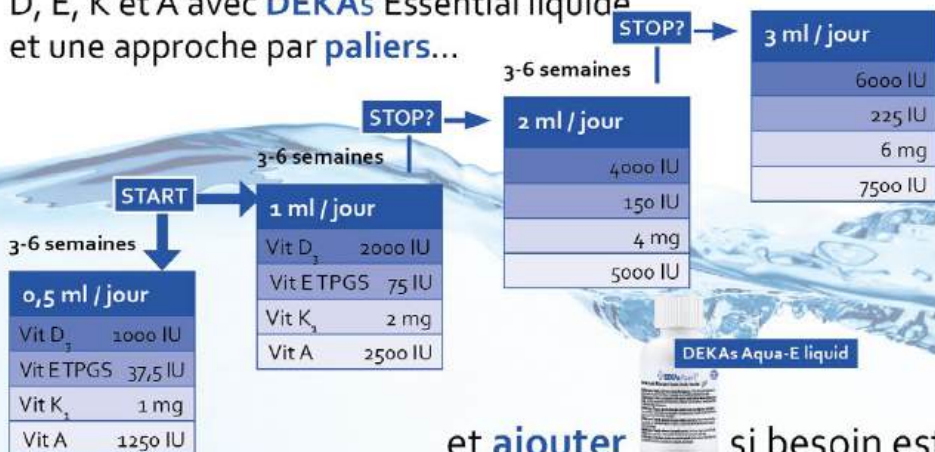 D, E, K et A avec DEKAs Essential liquide
et une approche par paliers...
STOP?
3 ml / jour
6000 IU
225 IU
6 mg
7500 IU
3-6 semaines
STOP?
2 ml / jour
4000 IU
150 IU
4 mg
5000 IU
3-6 semaines
START
1 ml / jour
Vit D3 2000 IU
Vit E TPGS 75 IU
Vit K1 2 mg
Vit A 2500 IU
3-6 semaines
0,5 ml / jour
Vit D3 1000 IU
Vit E TPGS 37,5 IU
Vit K1 1 mg
Vit A 1250 IU
DEKAs Aqua-E liquid
et ajouter si besoin est